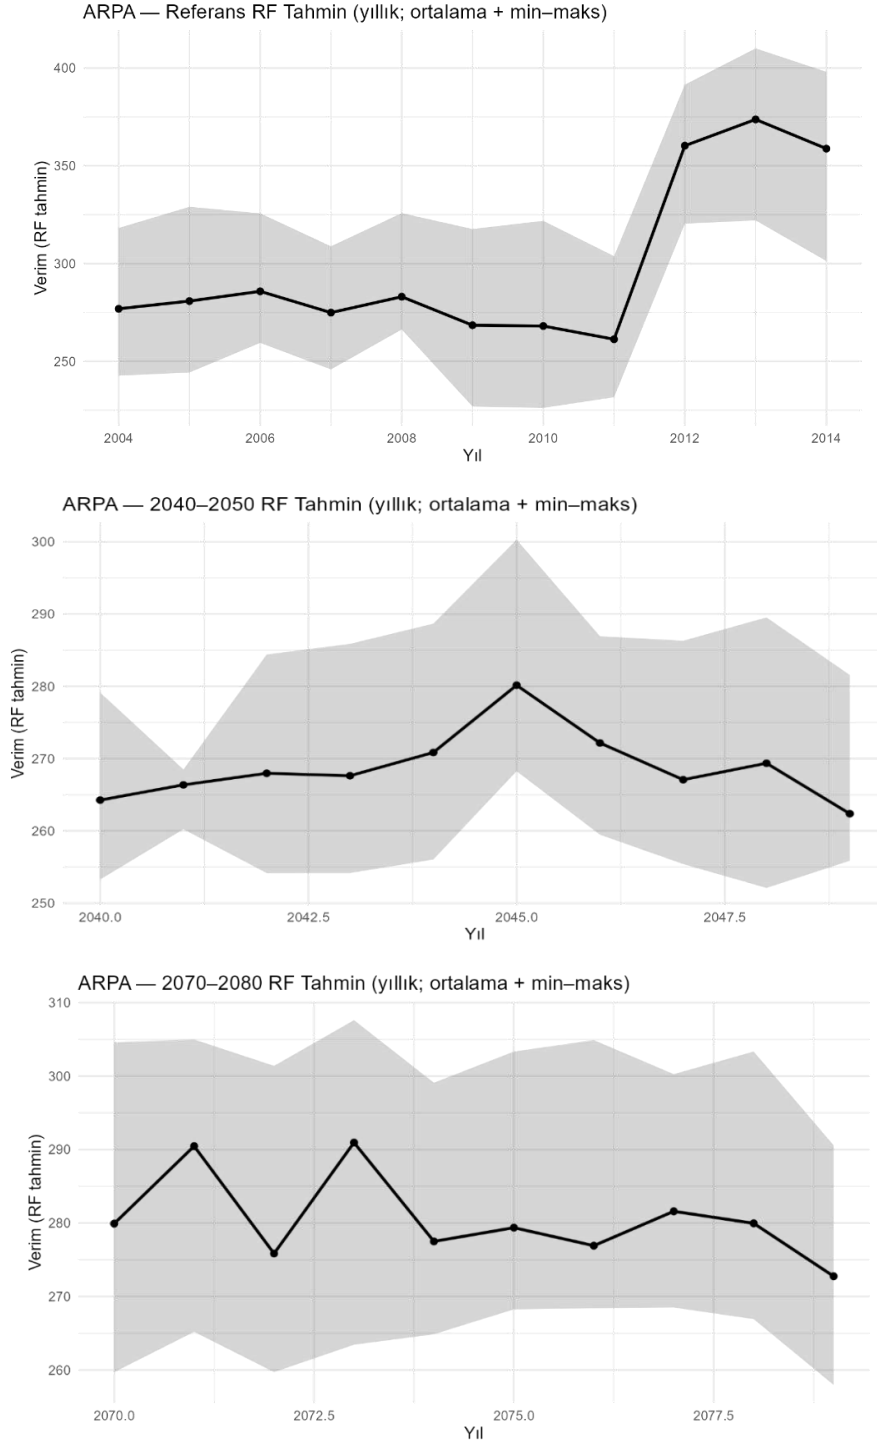 ARPA — Referans RF Tahmin (yıllık; ortalama + min–maks)
400
350
300
250
Verim (RF tahmin)
2004 2006 2008 2010 2012 2014
Yıl
ARPA — 2040–2050 RF Tahmin (yıllık; ortalama + min–maks)
300
290
280
270
260
250
Verim (RF tahmin)
2040.0 2042.5 2045.0 2047.5
Yıl
ARPA — 2070–2080 RF Tahmin (yıllık; ortalama + min–maks)
310
300
290
280
270
260
Verim (RF tahmin)
2070.0 2072.5 2075.0 2077.5
Yıl